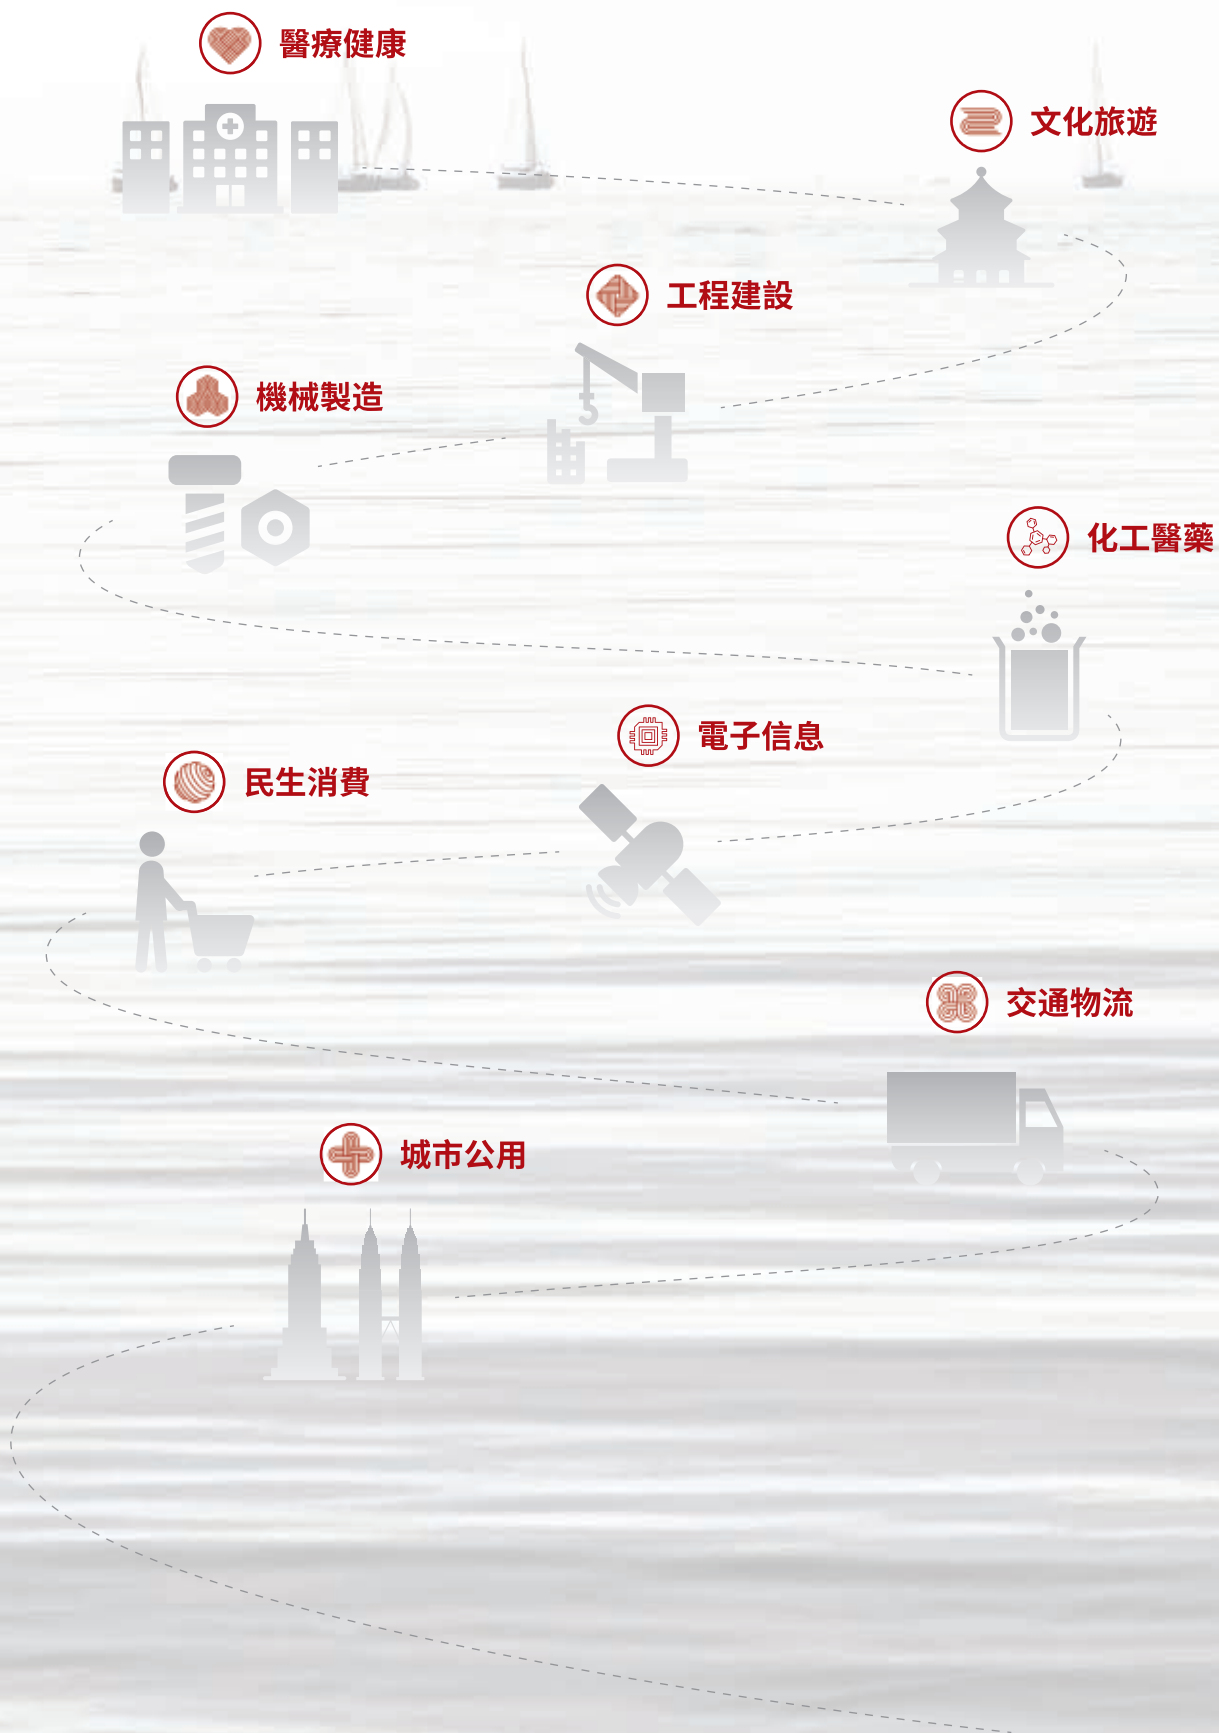 醫療健康
文化旅遊
工程建設
機械製造
化工醫藥
電子信息
民生消費
交通物流
城市公用